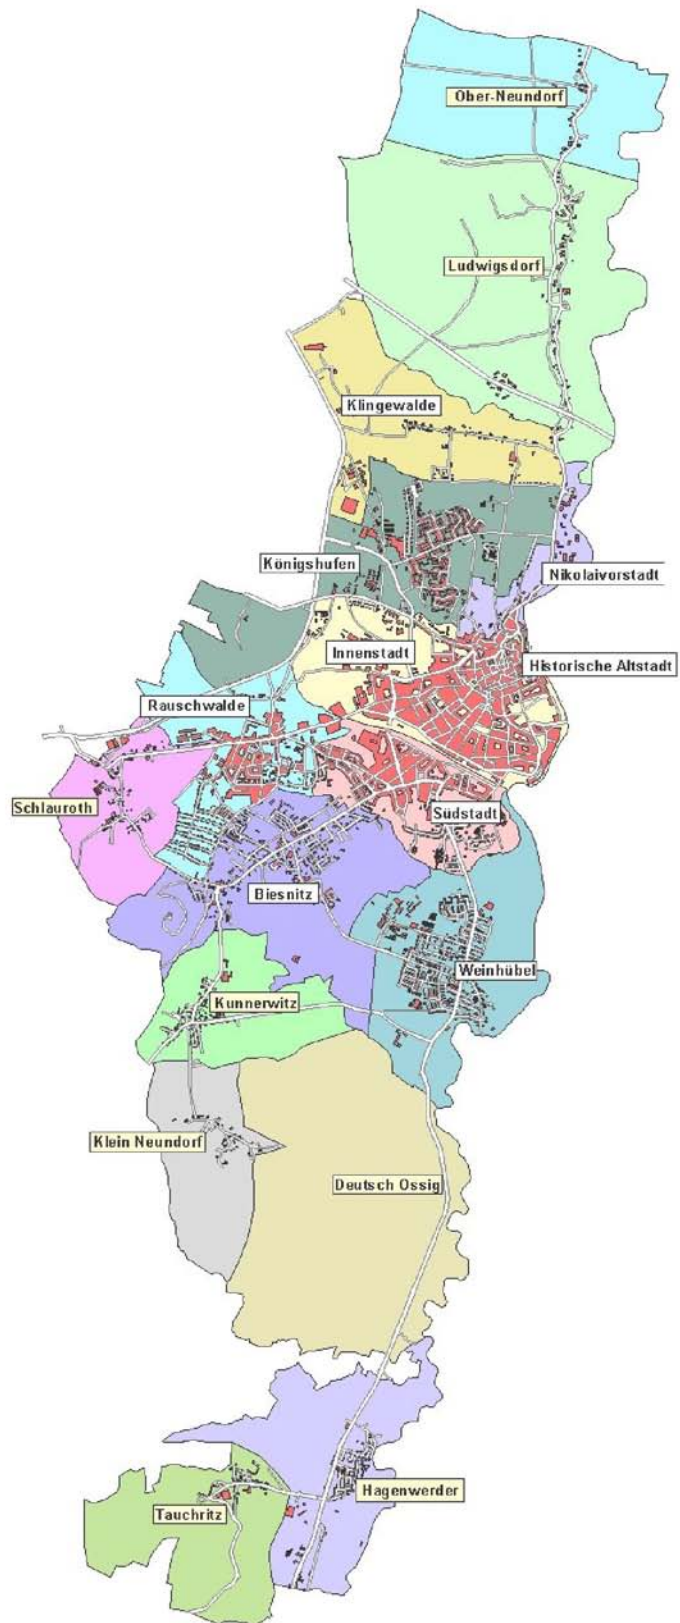 Ober-Neundorf
Ludwigsdorf
Klingewalde
Königshufen
Nikolaivorstadt
Innenstadt
Historische Altstadt
Rauschwalde
Schlauroth
Südstadt
Biesnitz
Weinhübel
Kunnerwitz
Klein Neundorf
Deutsch Ossig
Hagenwerder
Tauchritz